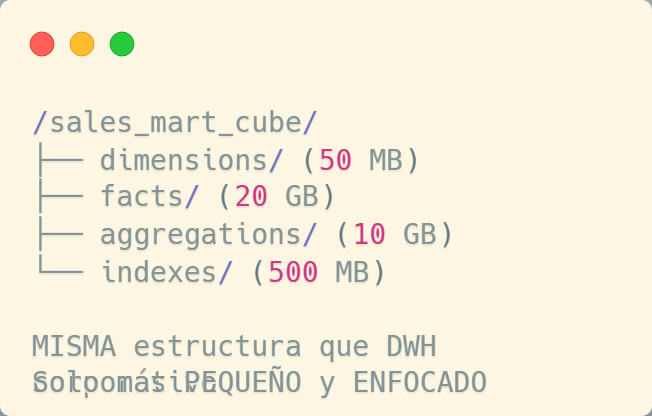 /sales_mart_cube/
├── dimensions/ (50 MB)
├── facts/ (20 GB)
├── aggregations/ (10 GB)
└── indexes/ (500 MB)
MISMA estructura que DWH
más PEQUEÑO y ENFOCADO